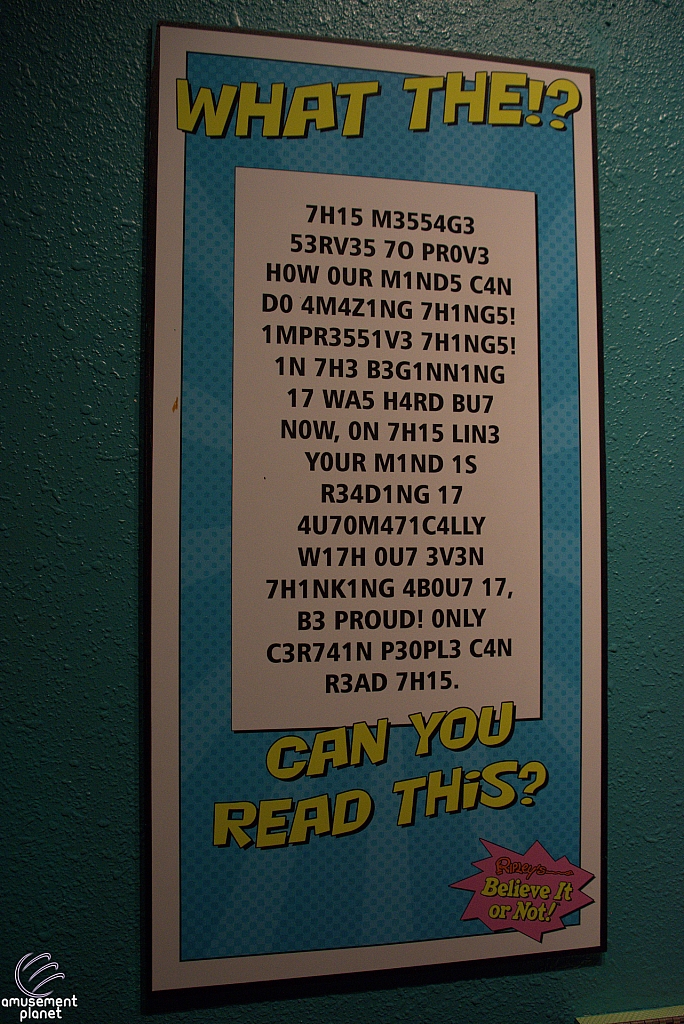 WHAT THE!?
7H15 M3554G3
53RV35 7O PR0V3
H0W 0UR M1ND5 C4N
D0 4M4Z1NG 7H1NG5!
1MPR3551V3 7H1NG5!
1N 7H3 B3G1NN1NG
17 WA5 H4RD BU7
N0W, 0N 7H15 LIN3
Y0UR M1ND 1S
R34D1NG 17
4U70M471C4LLY
W17H 0U7 3V3N
7H1NK1NG 4B0U7 17,
B3 PROUD! 0NLY
C3R741N P30PL3 C4N
R3AD 7H15.
CAN YOU
READ THiS?
RiPLEY'S
Believe It
or Not!
amusement
planet